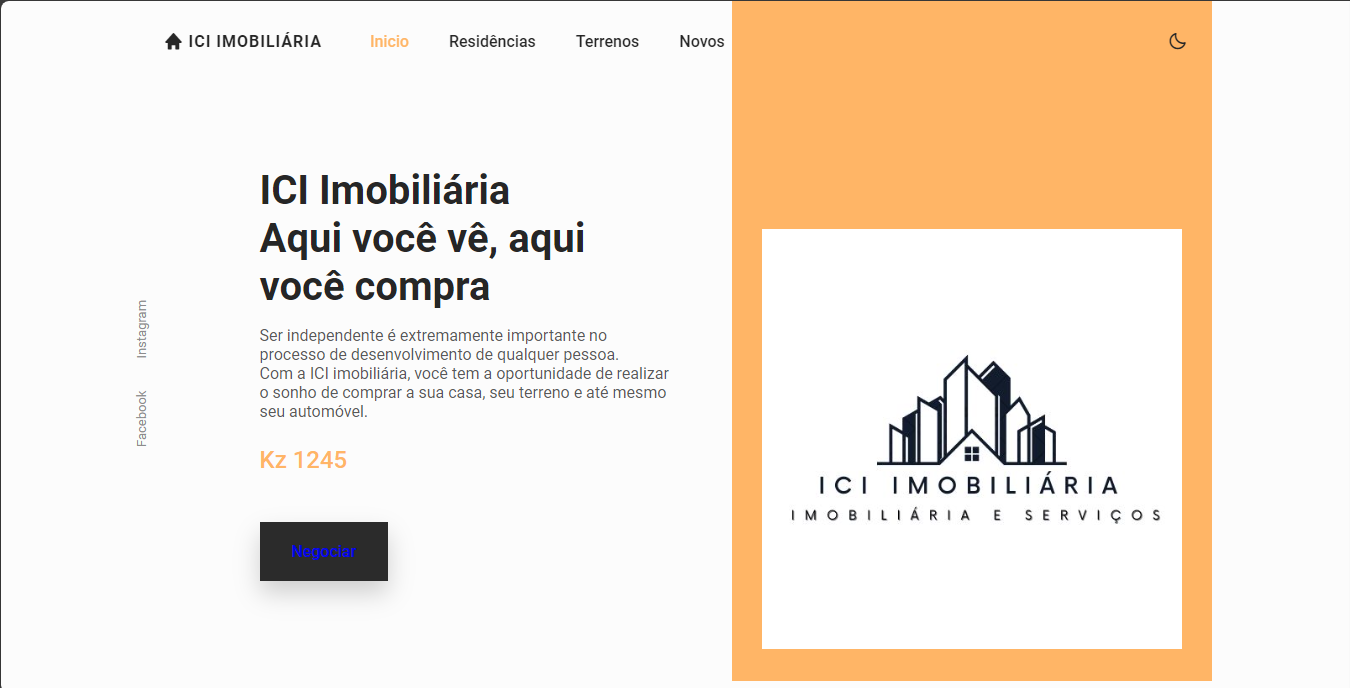 ICI IMOBILIÁRIA Inicio Residências Terrenos Novos
ICI Imobiliária
Aqui você vê, aqui
você compra
Instagram
Facebook
Ser independente é extremamente importante no
processo de desenvolvimento de qualquer pessoa.
Com a ICI imobiliária, você tem a oportunidade de realizar
o sonho de comprar a sua casa, seu terreno e até mesmo
seu automóvel.
Kz 1245
Negociar
ICI IMOBILIÁRIA
IMOBILIÁRIA E SERVIÇOS